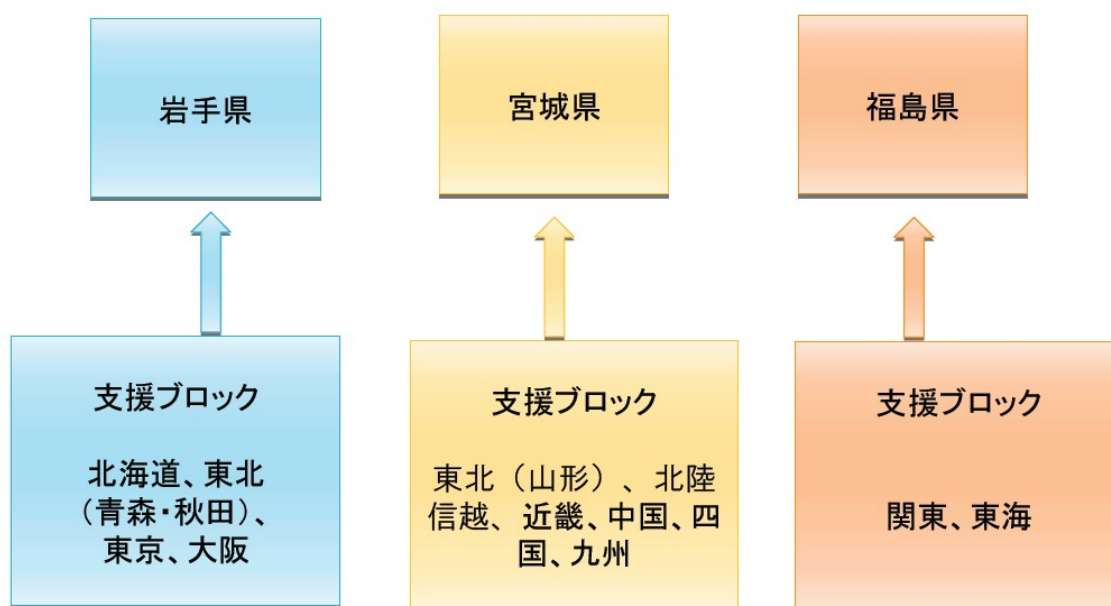 岩手県
宮城県
福島県
支援ブロック
北海道、東北
(青森・秋田)、
東京、大阪
支援ブロック
東北(山形)、北陸
信越、近畿、中国、四
国、九州
支援ブロック
関東、東海